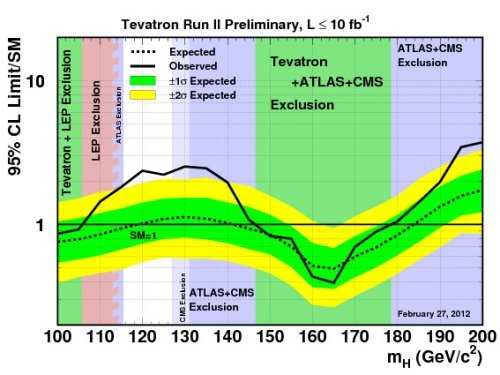 Tevatron Run II Preliminary, L ≤ 10 fb⁻¹
95% CL Limit/SM
10
1
Tevatron + LEP Exclusion
LEP Exclusion
ATLAS Exclusion
Expected
Observed
±1σ Expected
±2σ Expected
Tevatron
+ATLAS+CMS
Exclusion
ATLAS+CMS
Exclusion
SM=1
CMS Exclusion
ATLAS+CMS
Exclusion
February 27, 2012
100 110 120 130 140 150 160 170 180 190 200
m_H (GeV/c²)